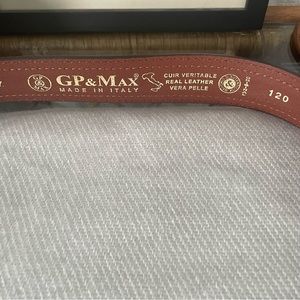 GP&MAX®
MADE IN ITALY
CUIR VERITABLE
REAL LEATHER
VERA PELLE
120